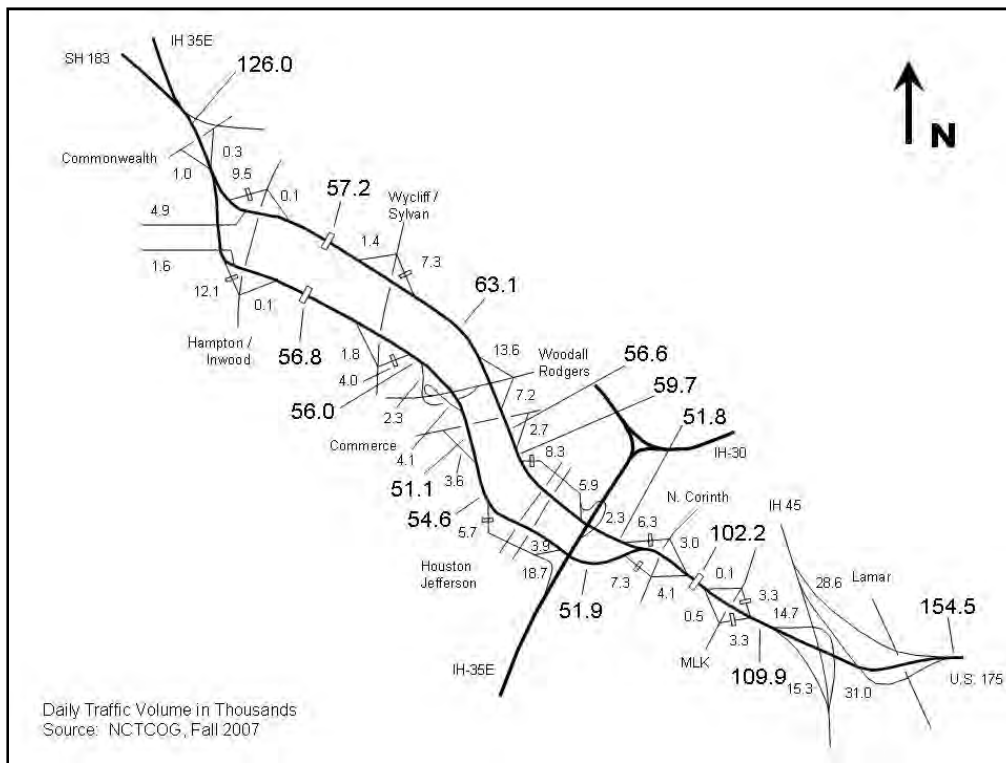 IH 35E
SH 183
126.0
N
Commonwealth
0.3
1.0
9.5
0.1
57.2
Wycliff /
Sylvan
4.9
1.4
7.3
1.6
12.1
0.1
63.1
Hampton /
Inwood
56.8
1.8
4.0
13.6
Woodall
Rodgers
56.6
59.7
51.8
56.0
2.3
7.2
Commerce
4.1
2.7
IH-30
3.6
8.3
51.1
54.6
5.9
N. Corinth
IH 45
5.7
2.3
6.3
3.0
102.2
3.9
Houston
Jefferson
18.7
7.3
4.1
0.1
28.6
Lamar
51.9
0.5
3.3
14.7
154.5
3.3
MLK
IH-35E
109.9
15.3
31.0
U.S. 175
Daily Traffic Volume in Thousands
Source: NCTCOG, Fall 2007